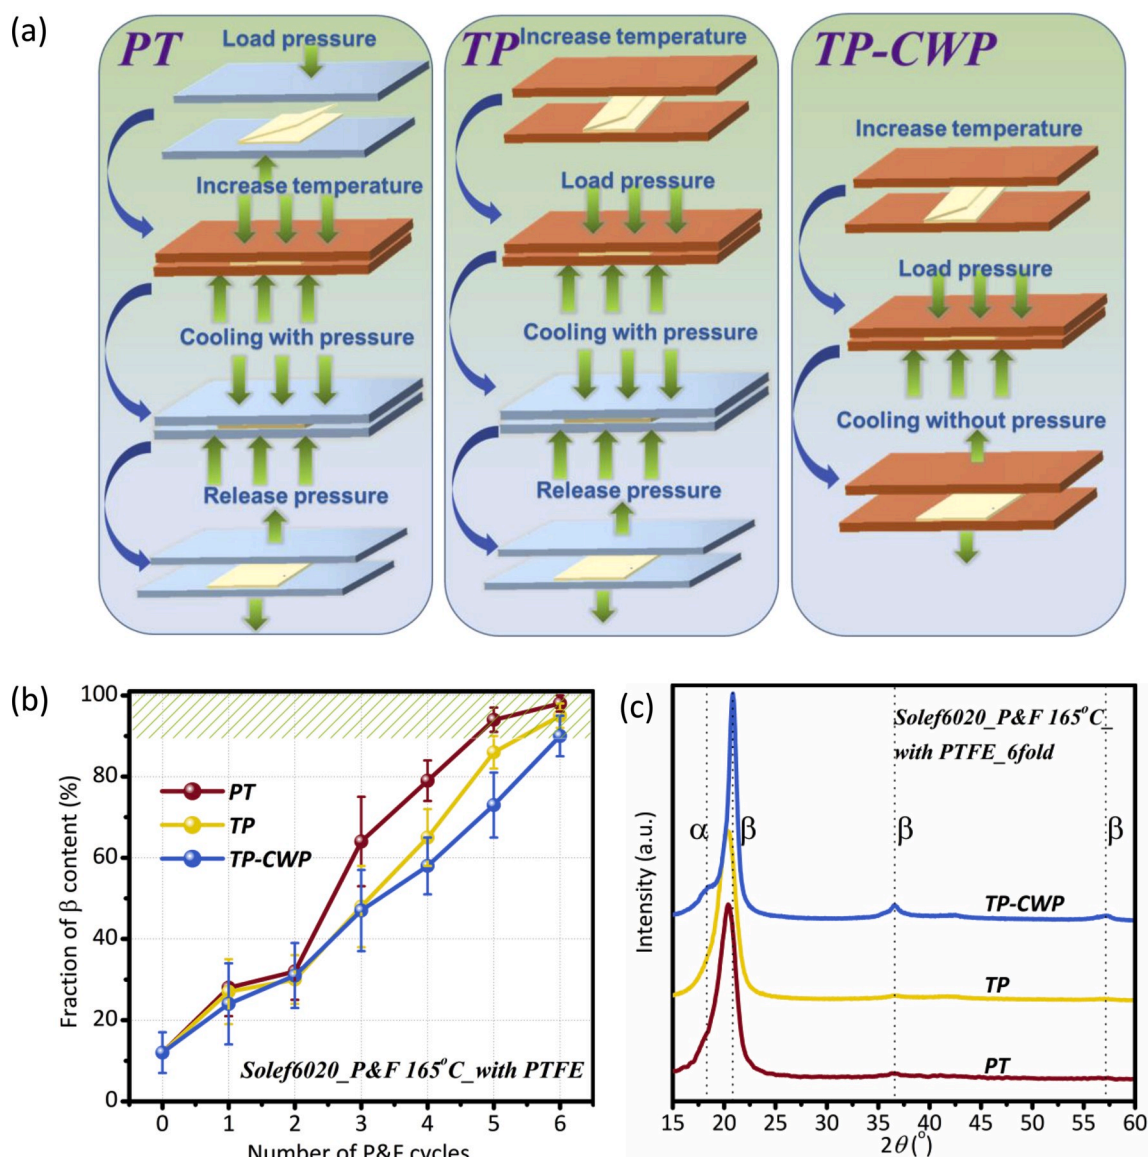 (a)
PT
Load pressure
Increase temperature
Cooling with pressure
Release pressure
TP
Increase temperature
Load pressure
Cooling with pressure
Release pressure
TP-CWP
Increase temperature
Load pressure
Cooling without pressure
(b)
100
80
60
40
20
0
Fraction of β content (%)
PT
TP
TP-CWP
Solef6020_P&F 165°C_with PTFE
0 1 2 3 4 5 6
Number of P&F cycles
(c)
Solef6020_P&F 165°C_
with PTFE_6fold
α β β β
TP-CWP
TP
PT
Intensity (a.u.)
15 20 25 30 35 40 45 50 55 60
2θ (°)